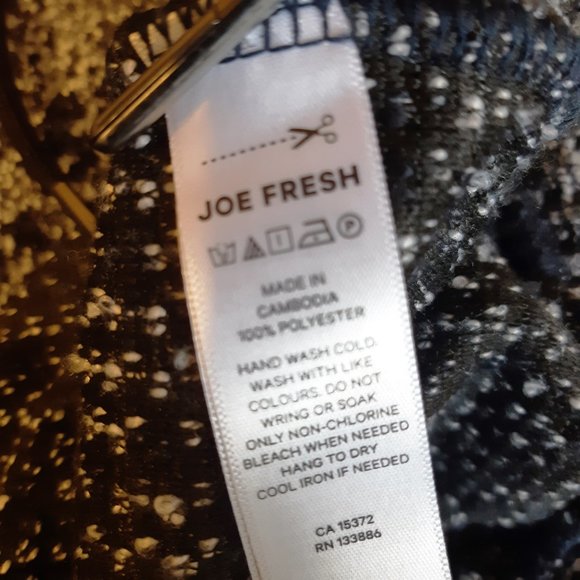 JOE FRESH
MADE IN
CAMBODIA
100% POLYESTER
HAND WASH COLD.
WASH WITH LIKE
COLOURS. DO NOT
WRING OR SOAK
ONLY NON-CHLORINE
BLEACH WHEN NEEDED
HANG TO DRY
COOL IRON IF NEEDED
CA 15372
RN 133886